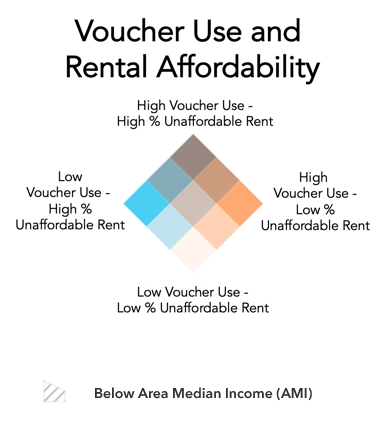 Voucher Use and
Rental Affordability
High Voucher Use -
High % Unaffordable Rent
Low
Voucher Use -
High %
Unaffordable Rent
High
Voucher Use -
Low %
Unaffordable Rent
Low Voucher Use -
Low % Unaffordable Rent
Below Area Median Income (AMI)